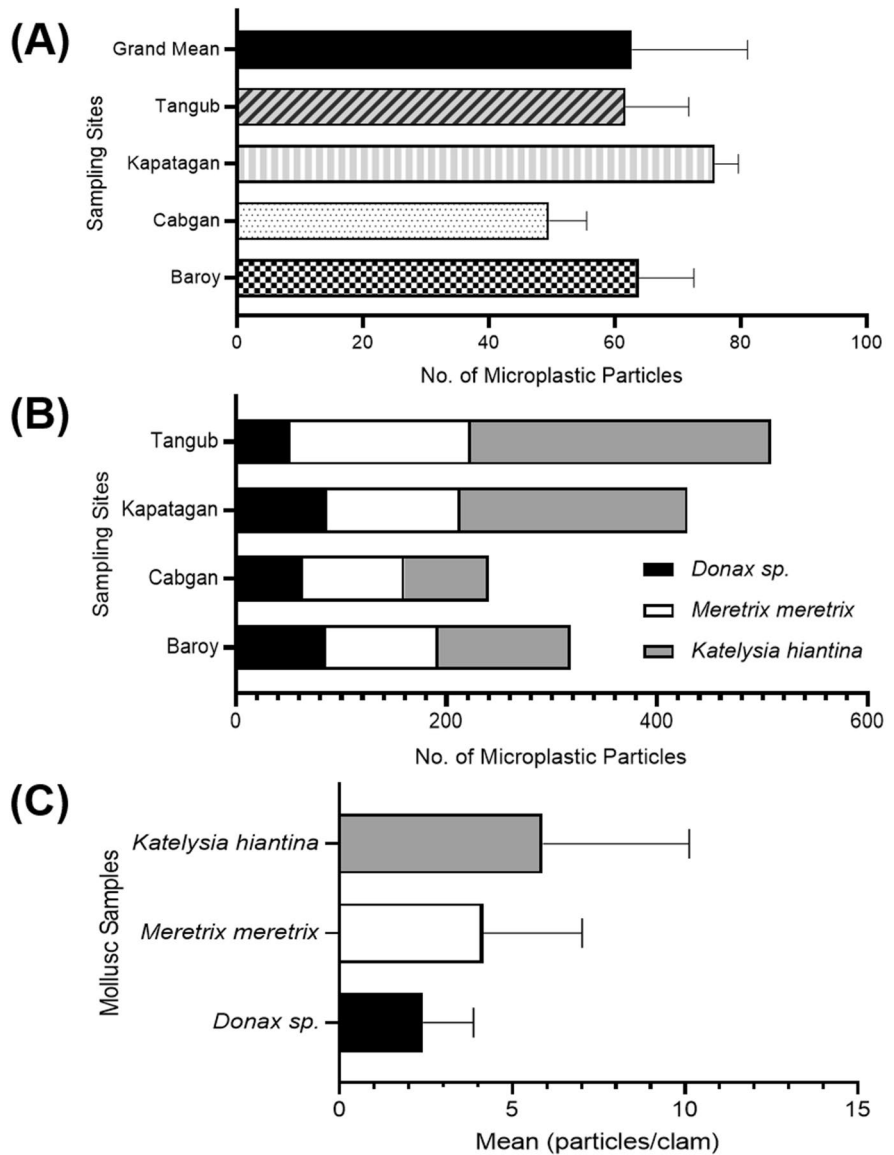 (A)
Sampling Sites
Grand Mean
Tangub
Kapatagan
Cabgan
Baroy
0 20 40 60 80 100
No. of Microplastic Particles
(B)
Sampling Sites
Tangub
Kapatagan
Cabgan
Baroy
Donax sp.
Meretrix meretrix
Katelysia hiantina
0 200 400 600
No. of Microplastic Particles
(C)
Mollusc Samples
Katelysia hiantina
Meretrix meretrix
Donax sp.
0 5 10 15
Mean (particles/clam)